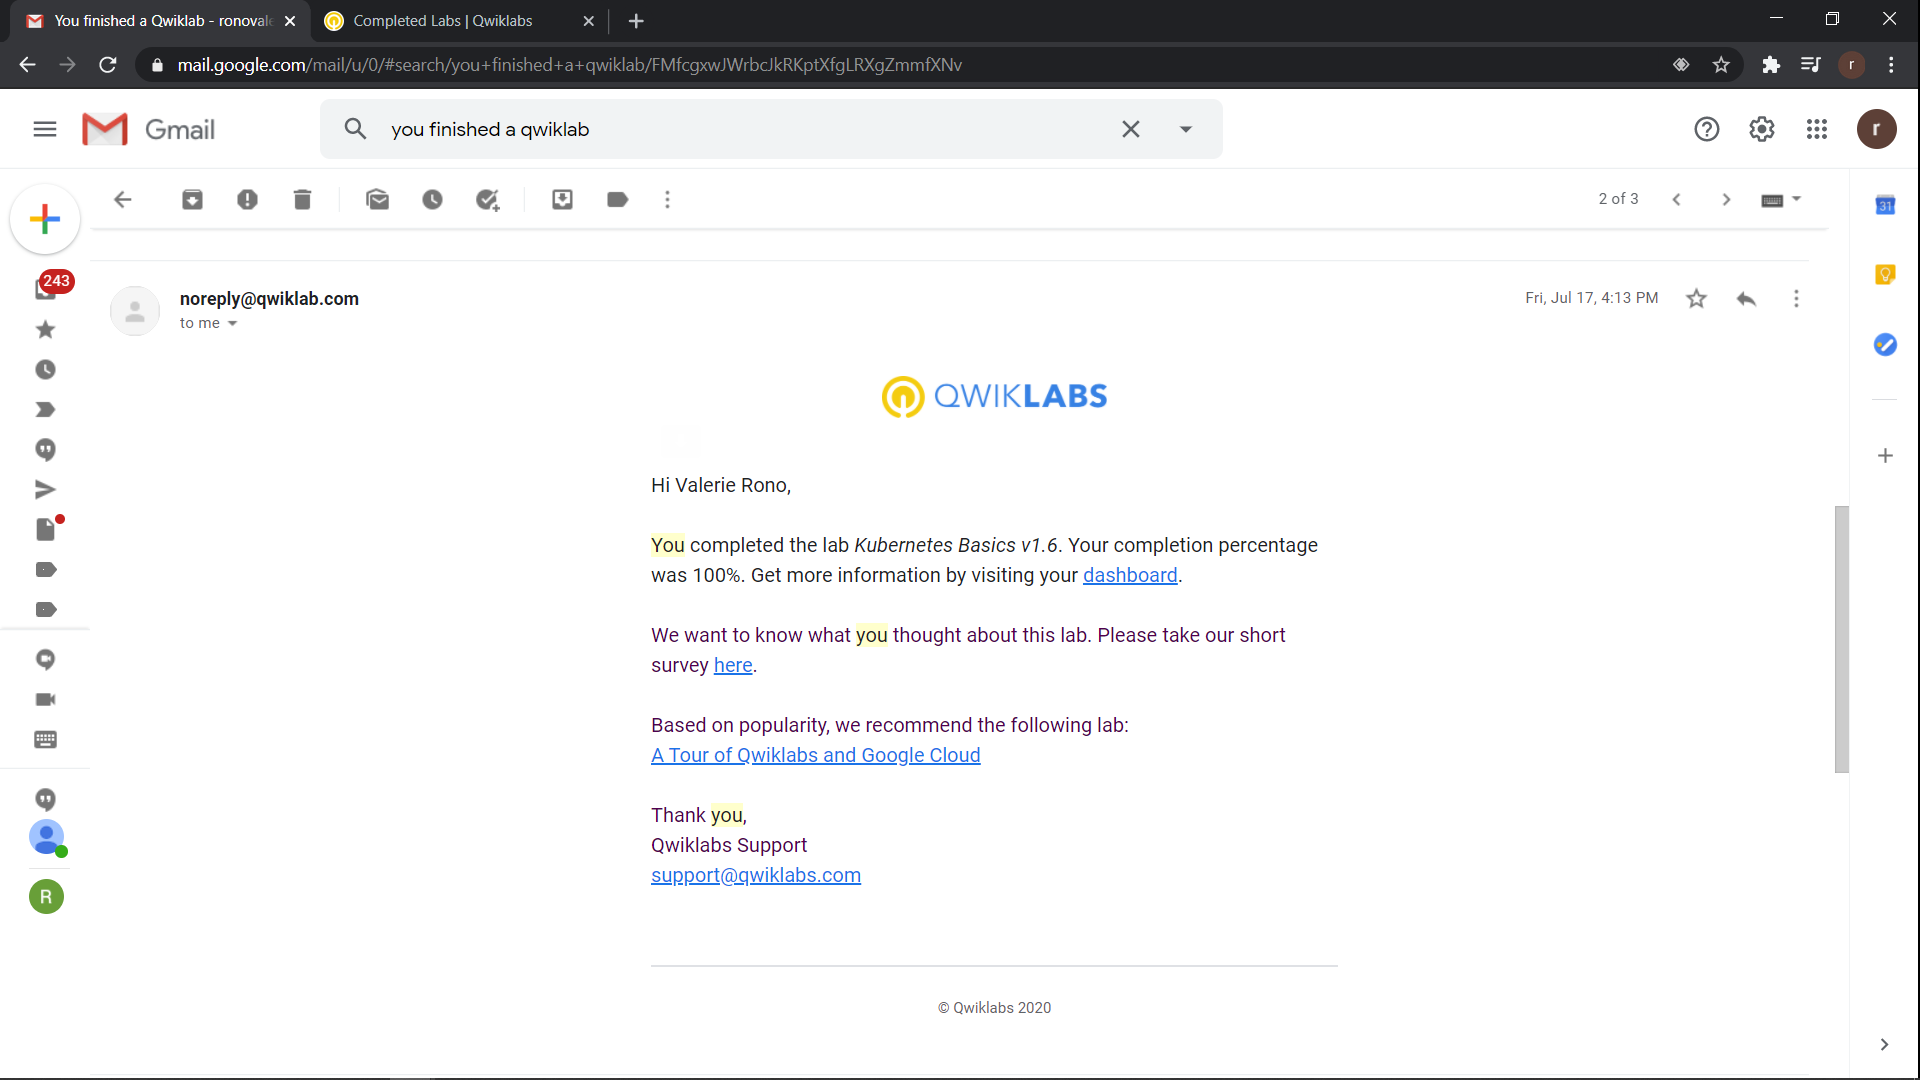 You finished a Qwiklab - ronovale
Completed Labs | Qwiklabs
mail.google.com/mail/u/0/#search/you+finished+a+qwiklab/FMfcgxwJWrbcJkRKptXfgLRXgZmmfXNv
r
Gmail
you finished a qwiklab
r
2 of 3
31
243
noreply@qwiklab.com
Fri, Jul 17, 4:13 PM
to me
QWIKLABS
Hi Valerie Rono,
You completed the lab Kubernetes Basics v1.6. Your completion percentage
was 100%. Get more information by visiting your dashboard.
We want to know what you thought about this lab. Please take our short
survey here.
Based on popularity, we recommend the following lab:
A Tour of Qwiklabs and Google Cloud
Thank you,
Qwiklabs Support
support@qwiklabs.com
R
© Qwiklabs 2020